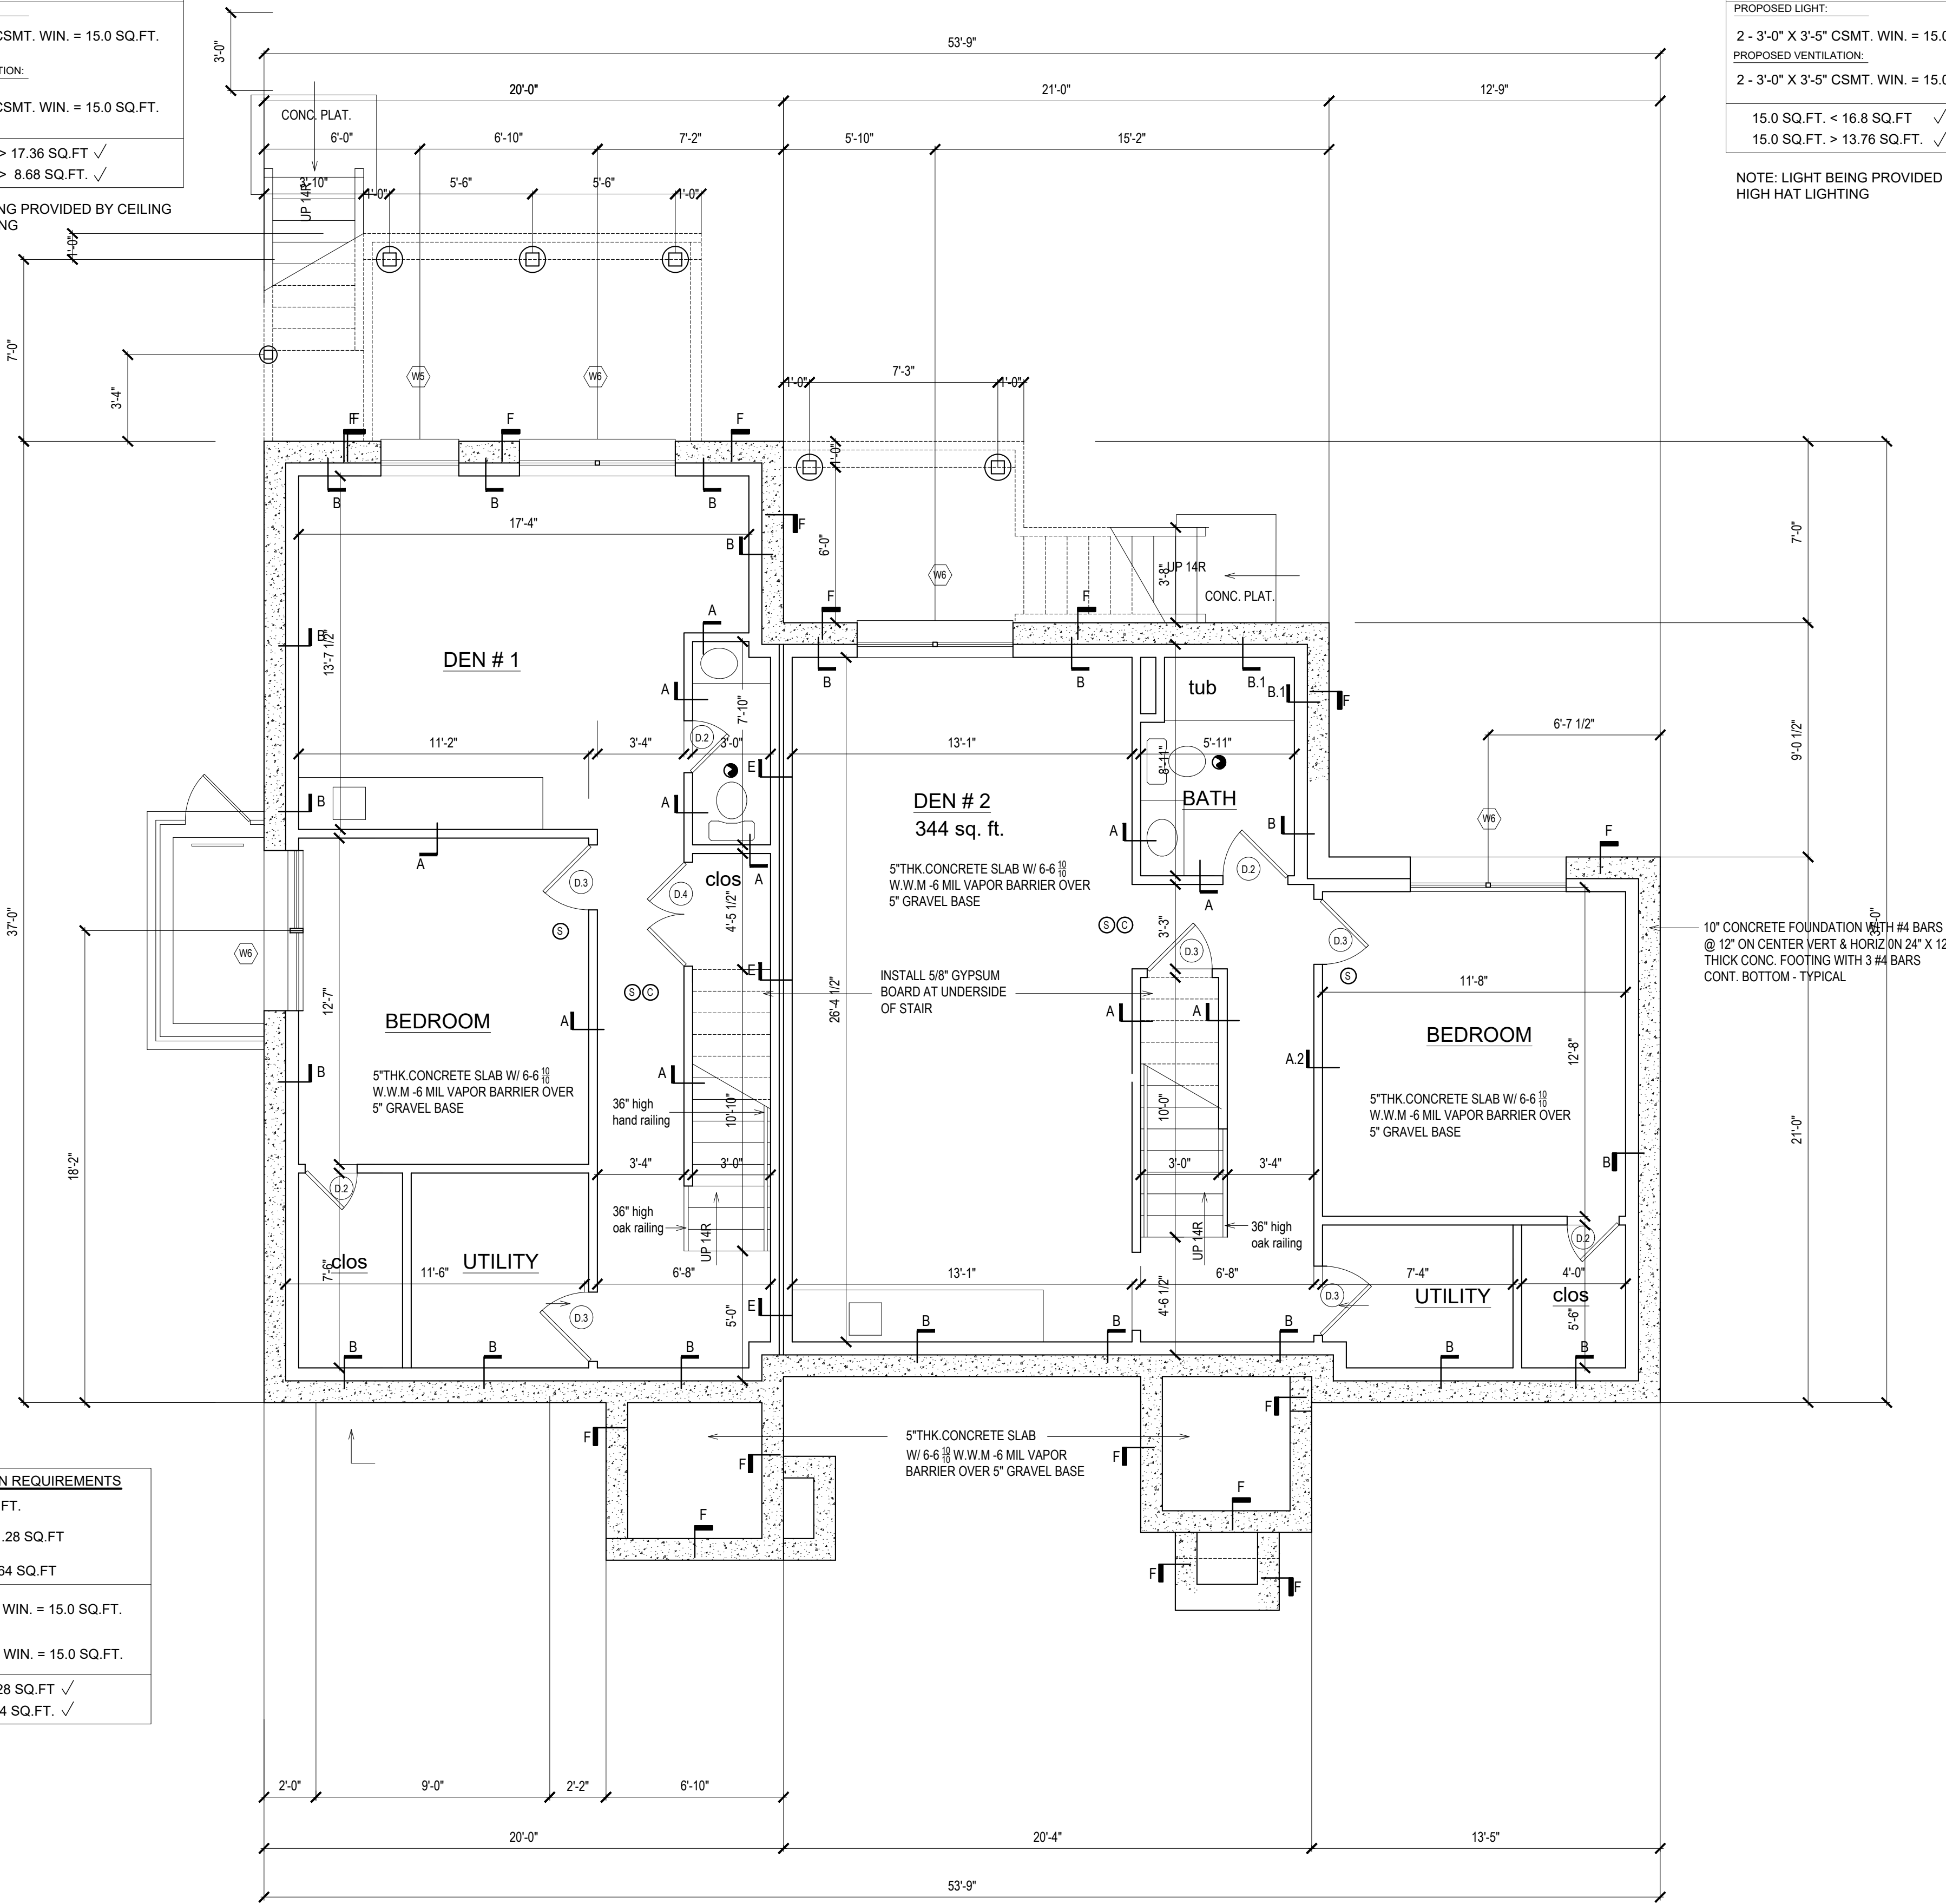 CSMT. WIN. = 15.0 SQ.FT.
TION:
CSMT. WIN. = 15.0 SQ.FT.
> 17.36 SQ.FT √
> 8.68 SQ.FT. √
NG PROVIDED BY CEILING
NG
PROPOSED LIGHT:
2 - 3'-0" X 3'-5" CSMT. WIN. = 15.0
PROPOSED VENTILATION:
2 - 3'-0" X 3'-5" CSMT. WIN. = 15.0
15.0 SQ.FT. < 16.8 SQ.FT √
15.0 SQ.FT. > 13.76 SQ.FT. √
NOTE: LIGHT BEING PROVIDED
HIGH HAT LIGHTING
3'-0"
53'-9"
20'-0"
21'-0"
12'-9"
CONC. PLAT.
6'-0"
6'-10"
7'-2"
5'-10"
15'-2"
3'-10"
1'-0"
5'-6"
5'-6"
1'-0"
UP 14R
1'-0"
7'-0"
3'-4"
W5
W6
1'-0"
7'-3"
1'-0"
F
F
F
F
B
B
B
1'-0"
17'-4"
F
B
6'-0"
W6
3'-8"
UP 14R
CONC. PLAT.
7'-0"
F
F
A
B
13'-7 1/2"
DEN # 1
B
B
B.1
tub
A
B.1
F
7'-10"
6'-7 1/2"
9'-0 1/2"
11'-2"
3'-4"
D.2
3'-0"
13'-1"
5'-11"
8'-11"
E
B
A
DEN # 2
344 sq. ft.
BATH
W6
A
B
F
A
5"THK.CONCRETE SLAB W/ 6-6 10/10
W.W.M -6 MIL VAPOR BARRIER OVER
5" GRAVEL BASE
D.2
D.3
D.4
clos
A
A
4'-5 1/2"
37'-0"
S
S C
3'-3"
D.3
D.3
10" CONCRETE FOUNDATION WITH #4 BARS
@ 12" ON CENTER VERT & HORIZ 0N 24" X 12
THICK CONC. FOOTING WITH 3 #4 BARS
CONT. BOTTOM - TYPICAL
W6
E
INSTALL 5/8" GYPSUM
BOARD AT UNDERSIDE
OF STAIR
S
11'-8"
S C
12'-7"
26'-4 1/2"
BEDROOM
A
A
A
BEDROOM
A.2
12'-8"
B
5"THK.CONCRETE SLAB W/ 6-6 10/10
W.W.M -6 MIL VAPOR BARRIER OVER
5" GRAVEL BASE
A
36" high
hand railing
10'-10"
10'-0"
5"THK.CONCRETE SLAB W/ 6-6 10/10
W.W.M -6 MIL VAPOR BARRIER OVER
5" GRAVEL BASE
21'-0"
18'-2"
3'-4"
3'-0"
3'-0"
3'-4"
B
D.2
36" high
oak railing
UP 14R
UP 14R
36" high
oak railing
D.2
clos
7'-6"
UTILITY
11'-6"
6'-8"
13'-1"
6'-8"
7'-4"
4'-0"
UTILITY
clos
D.3
5'-0"
E
4'-6 1/2"
D.3
5'-6"
B
B
B
B
B
B
B
B
F
F
F
F
5"THK.CONCRETE SLAB
W/ 6-6 10/10 W.W.M -6 MIL VAPOR
BARRIER OVER 5" GRAVEL BASE
F
F
F
F
N REQUIREMENTS
FT.
.28 SQ.FT
64 SQ.FT
WIN. = 15.0 SQ.FT.
WIN. = 15.0 SQ.FT.
28 SQ.FT √
4 SQ.FT. √
2'-0"
9'-0"
2'-2"
6'-10"
20'-0"
20'-4"
13'-5"
53'-9"